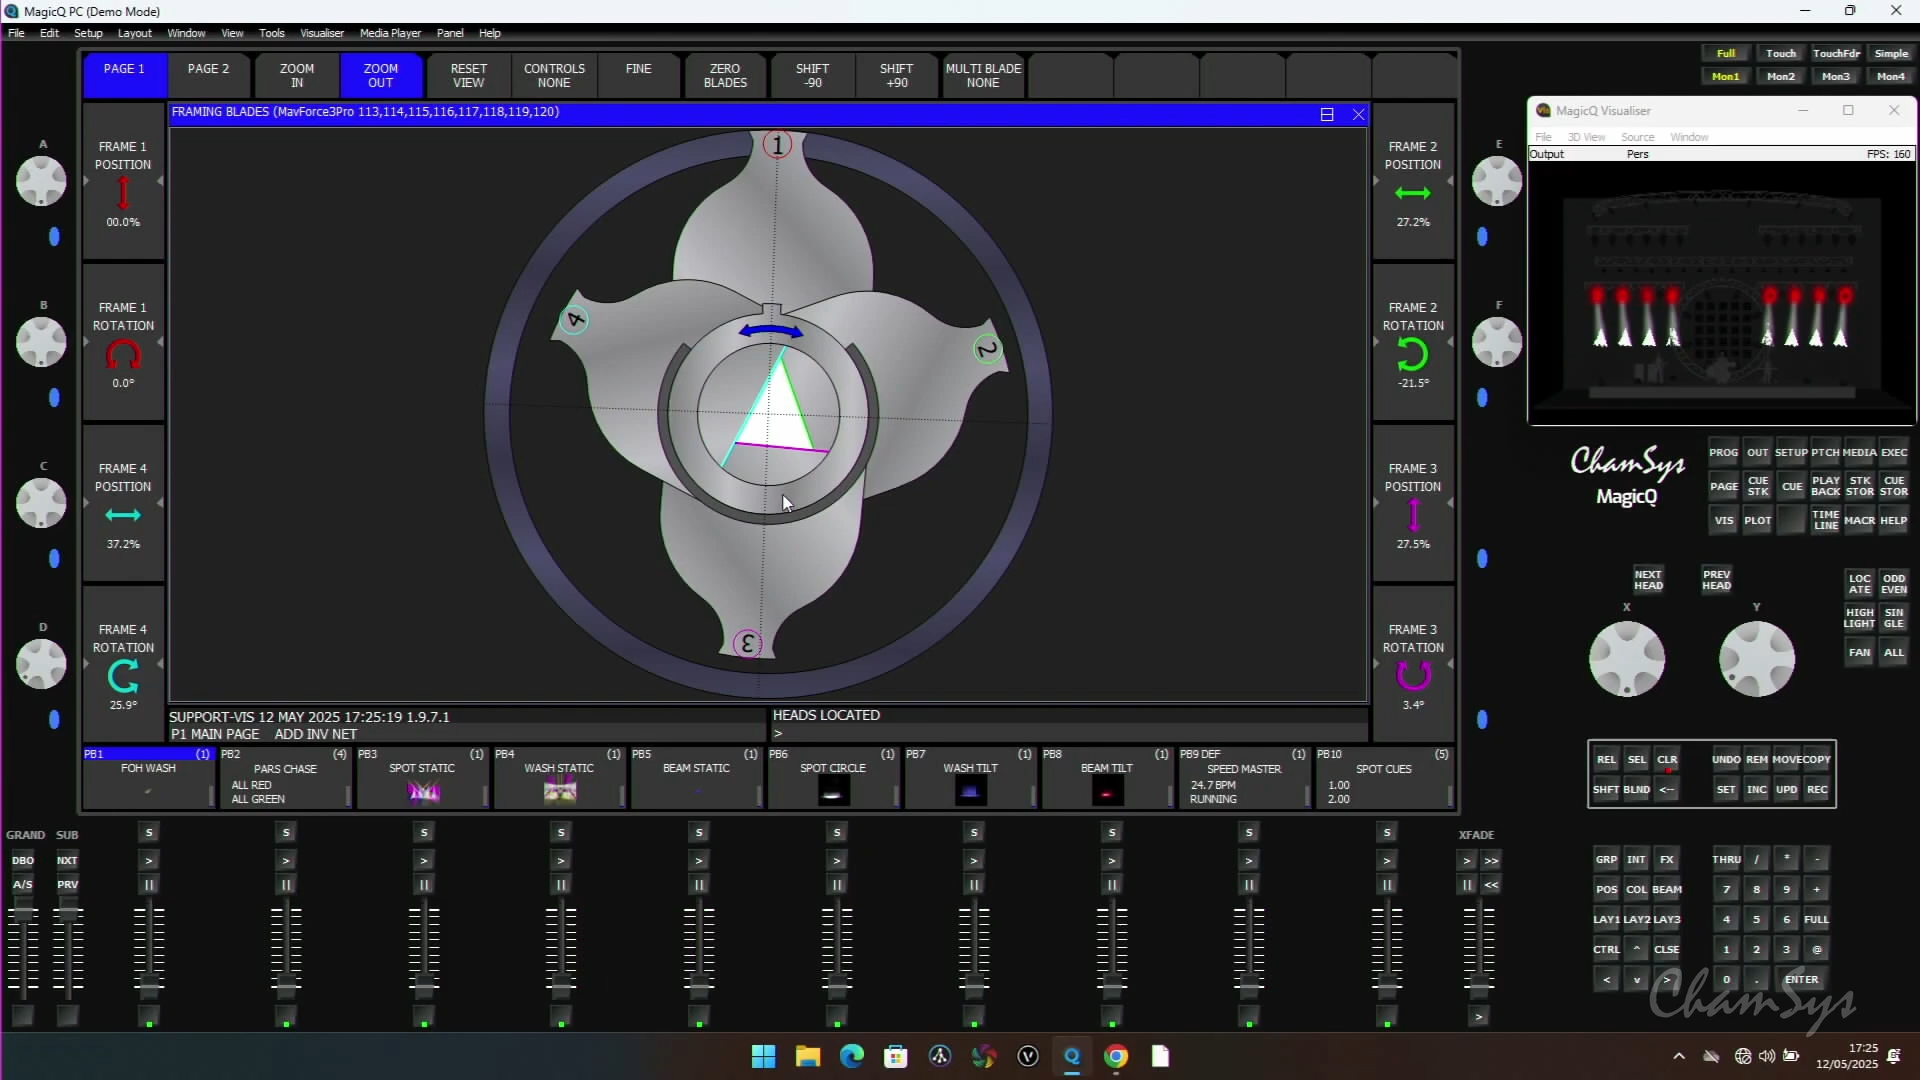 MagicQ PC (Demo Mode)
File Edit Setup Layout Window View Tools Visualiser Media Player Panel Help
PAGE 1
PAGE 2
ZOOM
IN
ZOOM
OUT
RESET
VIEW
CONTROLS
NONE
FINE
ZERO
BLADES
SHIFT
-90
SHIFT
+90
MULTI BLADE
NONE
Full Touch TouchFdr Simple
Mon1 Mon2 Mon3 Mon4
FRAMING BLADES (MavForce3Pro 113,114,115,116,117,118,119,120)
A
B
C
D
FRAME 1
POSITION
00.0%
FRAME 1
ROTATION
0.0°
FRAME 4
POSITION
37.2%
FRAME 4
ROTATION
25.9°
1
2
3
4
FRAME 2
POSITION
27.2%
FRAME 2
ROTATION
-21.5°
FRAME 3
POSITION
27.5%
FRAME 3
ROTATION
3.4°
E
F
MagicQ Visualiser
File 3D View Source Window
Output Pers FPS: 160
ChamSys
MagicQ
PROG OUT SETUP PTCH MEDIA EXEC
PAGE CUE STK CUE PLAY BACK STK STOR CUE STOR
VIS PLOT TIME LINE MACR HELP
NEXT HEAD PREV HEAD
LOC ATE ODD EVEN
HIGH LIGHT SIN GLE
FAN ALL
X Y
SUPPORT-VIS 12 MAY 2025 17:25:19 1.9.7.1
P1 MAIN PAGE ADD INV NET
HEADS LOCATED
>
PB1 (1)
FOH WASH
PB2 (4)
PARS CHASE
ALL RED
ALL GREEN
PB3 (1)
SPOT STATIC
PB4 (1)
WASH STATIC
PB5 (1)
BEAM STATIC
PB6 (1)
SPOT CIRCLE
PB7 (1)
WASH TILT
PB8 (1)
BEAM TILT
PB9 DEF (1)
SPEED MASTER
24.7 BPM
RUNNING
PB10 (5)
SPOT CUES
1.00
2.00
REL SEL CLR UNDO REM MOVE COPY
SHFT BLND <-- SET INC UPD REC
GRAND SUB
DBO NXT
A/S PRV
S S S S S S S S S S
> > > > > > > > > >
|| || || || || || || || || ||
XFADE
> >>
|| <<
>
GRP INT FX THRU / * -
POS COL BEAM 7 8 9 +
LAY1 LAY2 LAY3 4 5 6 FULL
CTRL ^ CLSE 1 2 3 @
< v > 0 . ENTER
ChamSys
17:25
12/05/2025